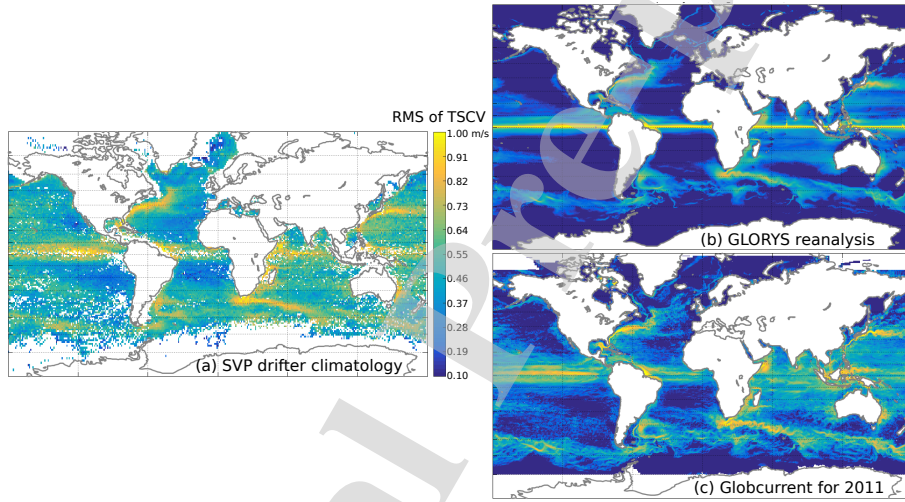 RMS of TSCV
1.00 m/s
0.91
0.82
0.73
0.64
0.55
0.46
0.37
0.28
0.19
0.10
(a) SVP drifter climatology
(b) GLORYS reanalysis
(c) Globcurrent for 2011